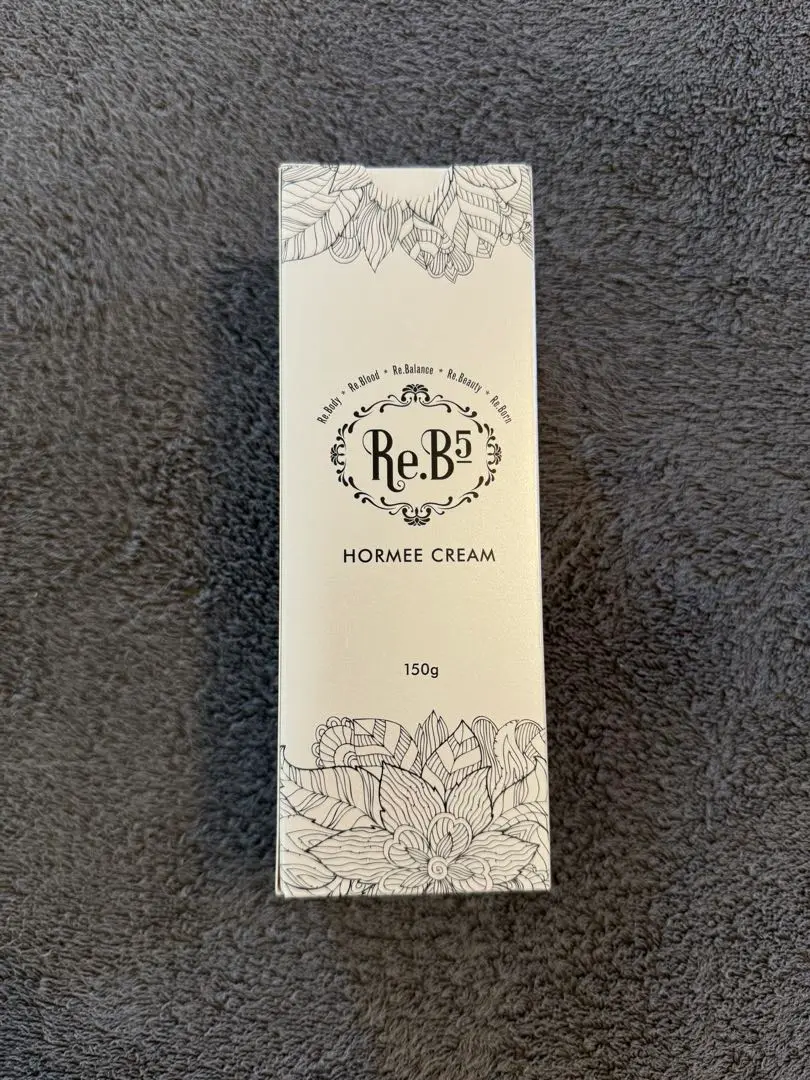 Re.Body * Re.Blood * Re.Balance * Re.Beauty * Re.Born
Re.B5
HORMEE CREAM
150g